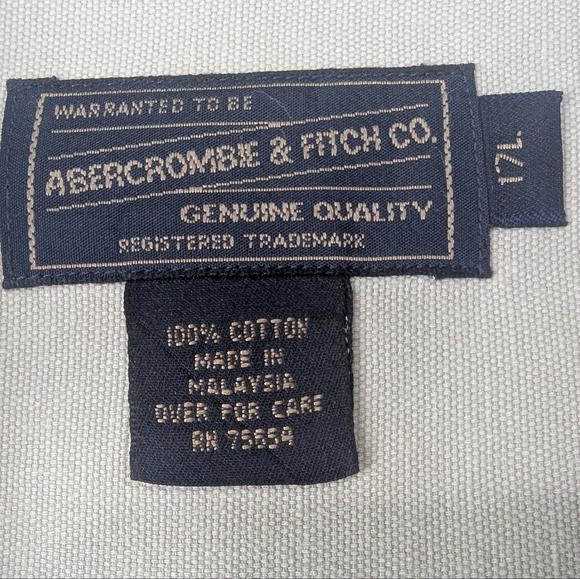 WARRANTED TO BE
ABERCROMBIE & FITCH CO.
GENUINE QUALITY
REGISTERED TRADEMARK
17L
100% COTTON
MADE IN
MALAYSIA
OVER FOR CARE
RN 75654